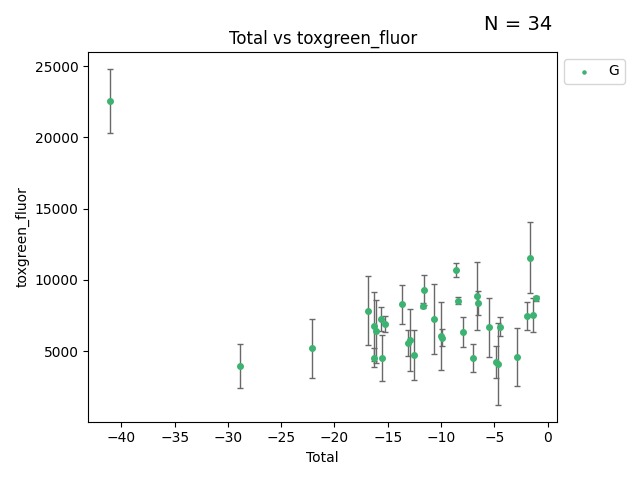 N = 34
Total vs toxgreen_fluor
G
25000
20000
15000
10000
5000
toxgreen_fluor
−40 −35 −30 −25 −20 −15 −10 −5 0
Total